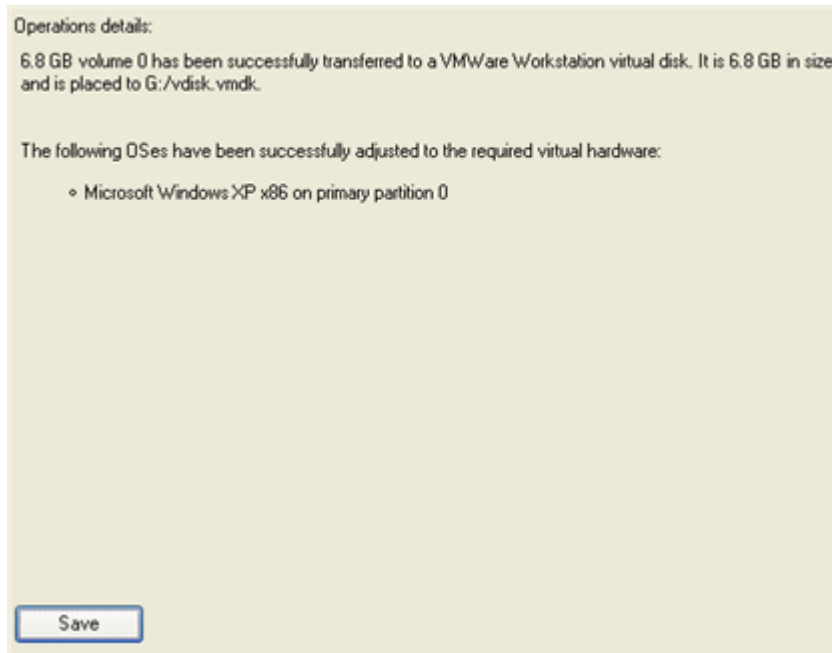 Operations details:
6.8 GB volume 0 has been successfully transferred to a VMWare Workstation virtual disk. It is 6.8 GB in size
and is placed to G:/vdisk.vmdk.
The following OSes have been successfully adjusted to the required virtual hardware:
Microsoft Windows XP x86 on primary partition 0
Save